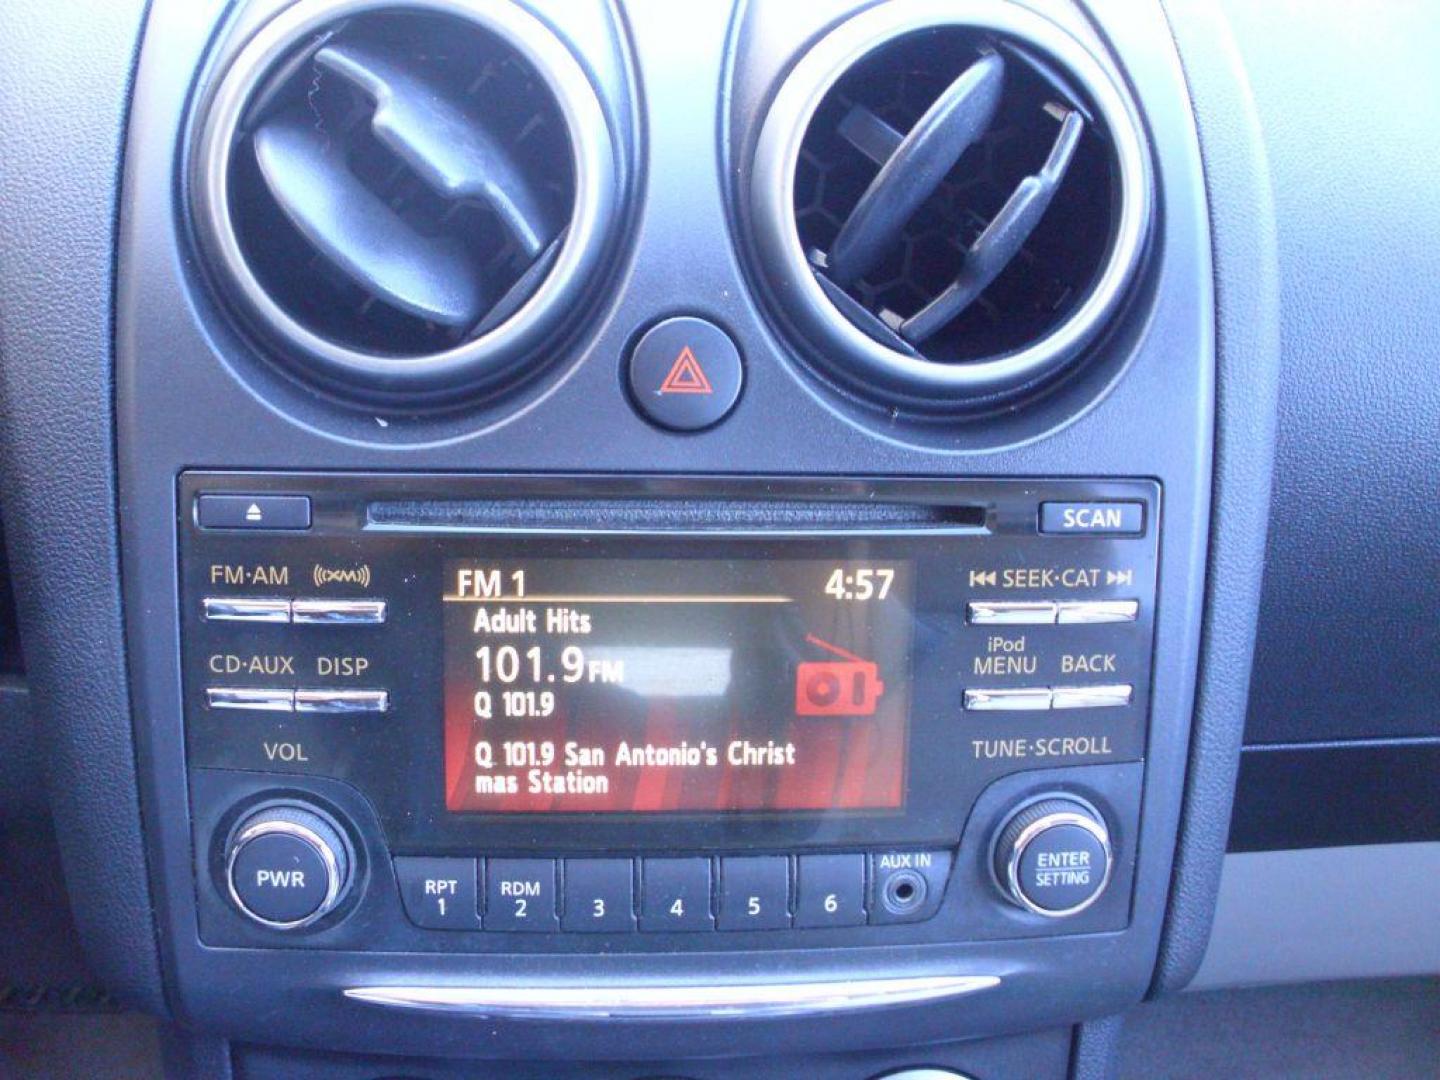 SCAN
FM·AM
((XM))
FM 1
4:57
SEEK·CAT
Adult Hits
iPod
MENU
BACK
CD·AUX
DISP
101.9FM
Q 101.9
VOL
TUNE·SCROLL
Q 101.9 San Antonio's Christ
mas Station
PWR
RPT
1
RDM
2
3
4
5
6
AUX IN
ENTER
SETTING